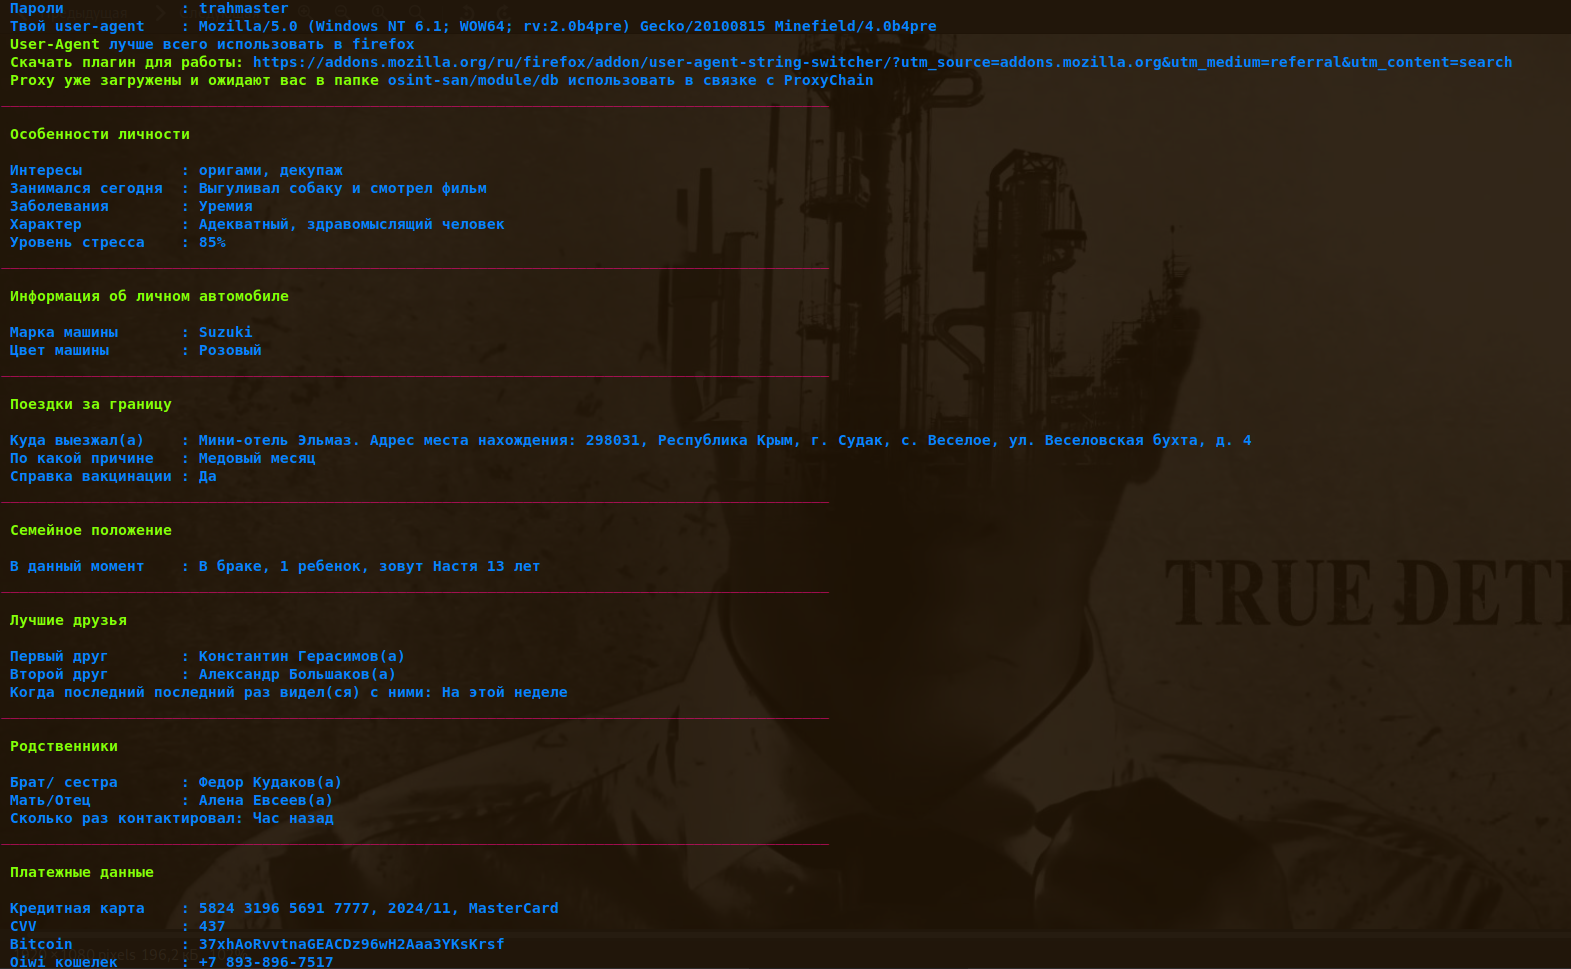 Пароли : trahmaster
Твой user-agent : Mozilla/5.0 (Windows NT 6.1; WOW64; rv:2.0b4pre) Gecko/20100815 Minefield/4.0b4pre
User-Agent лучше всего использовать в firefox
Скачать плагин для работы: https://addons.mozilla.org/ru/firefox/addon/user-agent-string-switcher/?utm_source=addons.mozilla.org&utm_medium=referral&utm_content=search
Proxy уже загружены и ожидают вас в папке osint-san/module/db использовать в связке с ProxyChain
Особенности личности
Интересы : оригами, декупаж
Занимался сегодня : Выгуливал собаку и смотрел фильм
Заболевания : Уремия
Характер : Адекватный, здравомыслящий человек
Уровень стресса : 85%
Информация об личном автомобиле
Марка машины : Suzuki
Цвет машины : Розовый
Поездки за границу
Куда выезжал(а) : Мини-отель Эльмаз. Адрес места нахождения: 298031, Республика Крым, г. Судак, с. Веселое, ул. Веселовская бухта, д. 4
По какой причине : Медовый месяц
Справка вакцинации : Да
Семейное положение
В данный момент : В браке, 1 ребенок, зовут Настя 13 лет
TRUE DETE
Лучшие друзья
Первый друг : Константин Герасимов(а)
Второй друг : Александр Большаков(а)
Когда последний последний раз видел(ся) с ними: На этой неделе
Родственники
Брат/ сестра : Федор Кудаков(а)
Мать/Отец : Алена Евсеев(а)
Сколько раз контактировал: Час назад
Платежные данные
Кредитная карта : 5824 3196 5691 7777, 2024/11, MasterCard
CVV : 437
Bitcoin : 37xhAoRvvtnaGEACDz96wH2Aaa3YKsKrsf
Qiwi кошелек : +7 893-896-7517